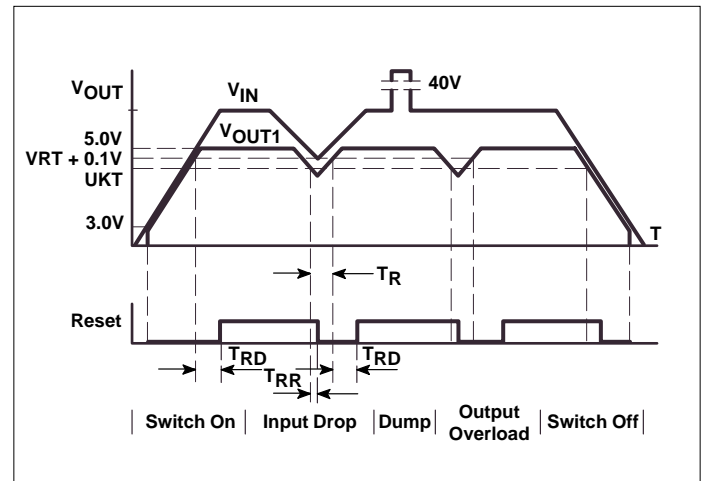 40V
VOUT
VIN
VOUT1
5.0V
VRT + 0.1V
UKT
3.0V
T
TR
Reset
TRD
TRR
TRD
Switch On
Input Drop
Dump
Output
Overload
Switch Off